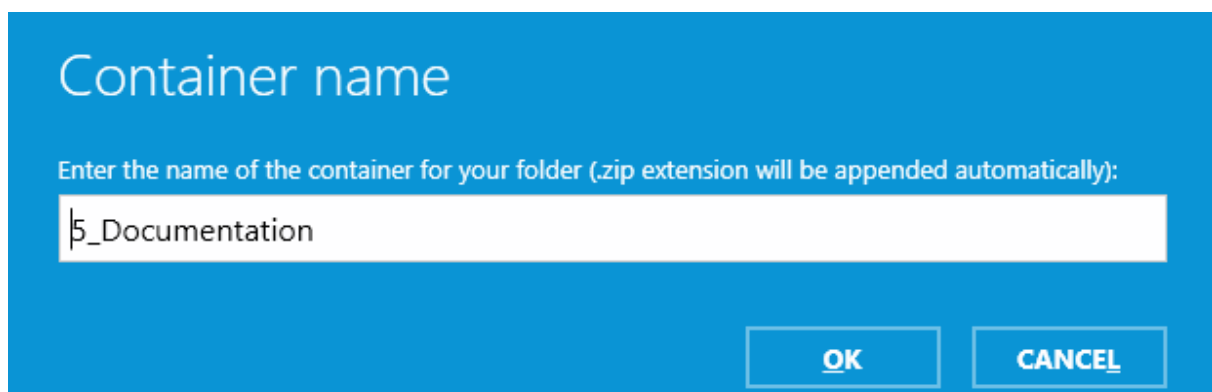 Container name
Enter the name of the container for your folder (.zip extension will be appended automatically):
5_Documentation
OK
CANCEL